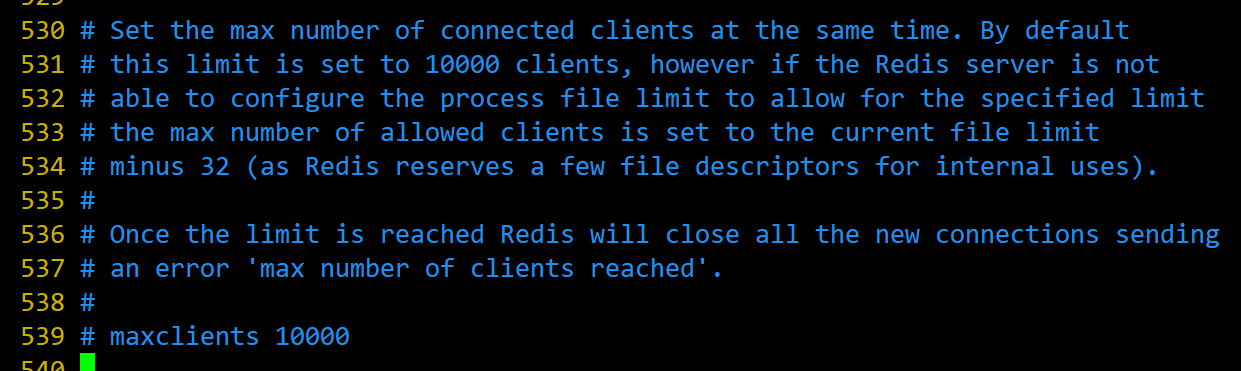 529
530 # Set the max number of connected clients at the same time. By default
531 # this limit is set to 10000 clients, however if the Redis server is not
532 # able to configure the process file limit to allow for the specified limit
533 # the max number of allowed clients is set to the current file limit
534 # minus 32 (as Redis reserves a few file descriptors for internal uses).
535 #
536 # Once the limit is reached Redis will close all the new connections sending
537 # an error 'max number of clients reached'.
538 #
539 # maxclients 10000
540